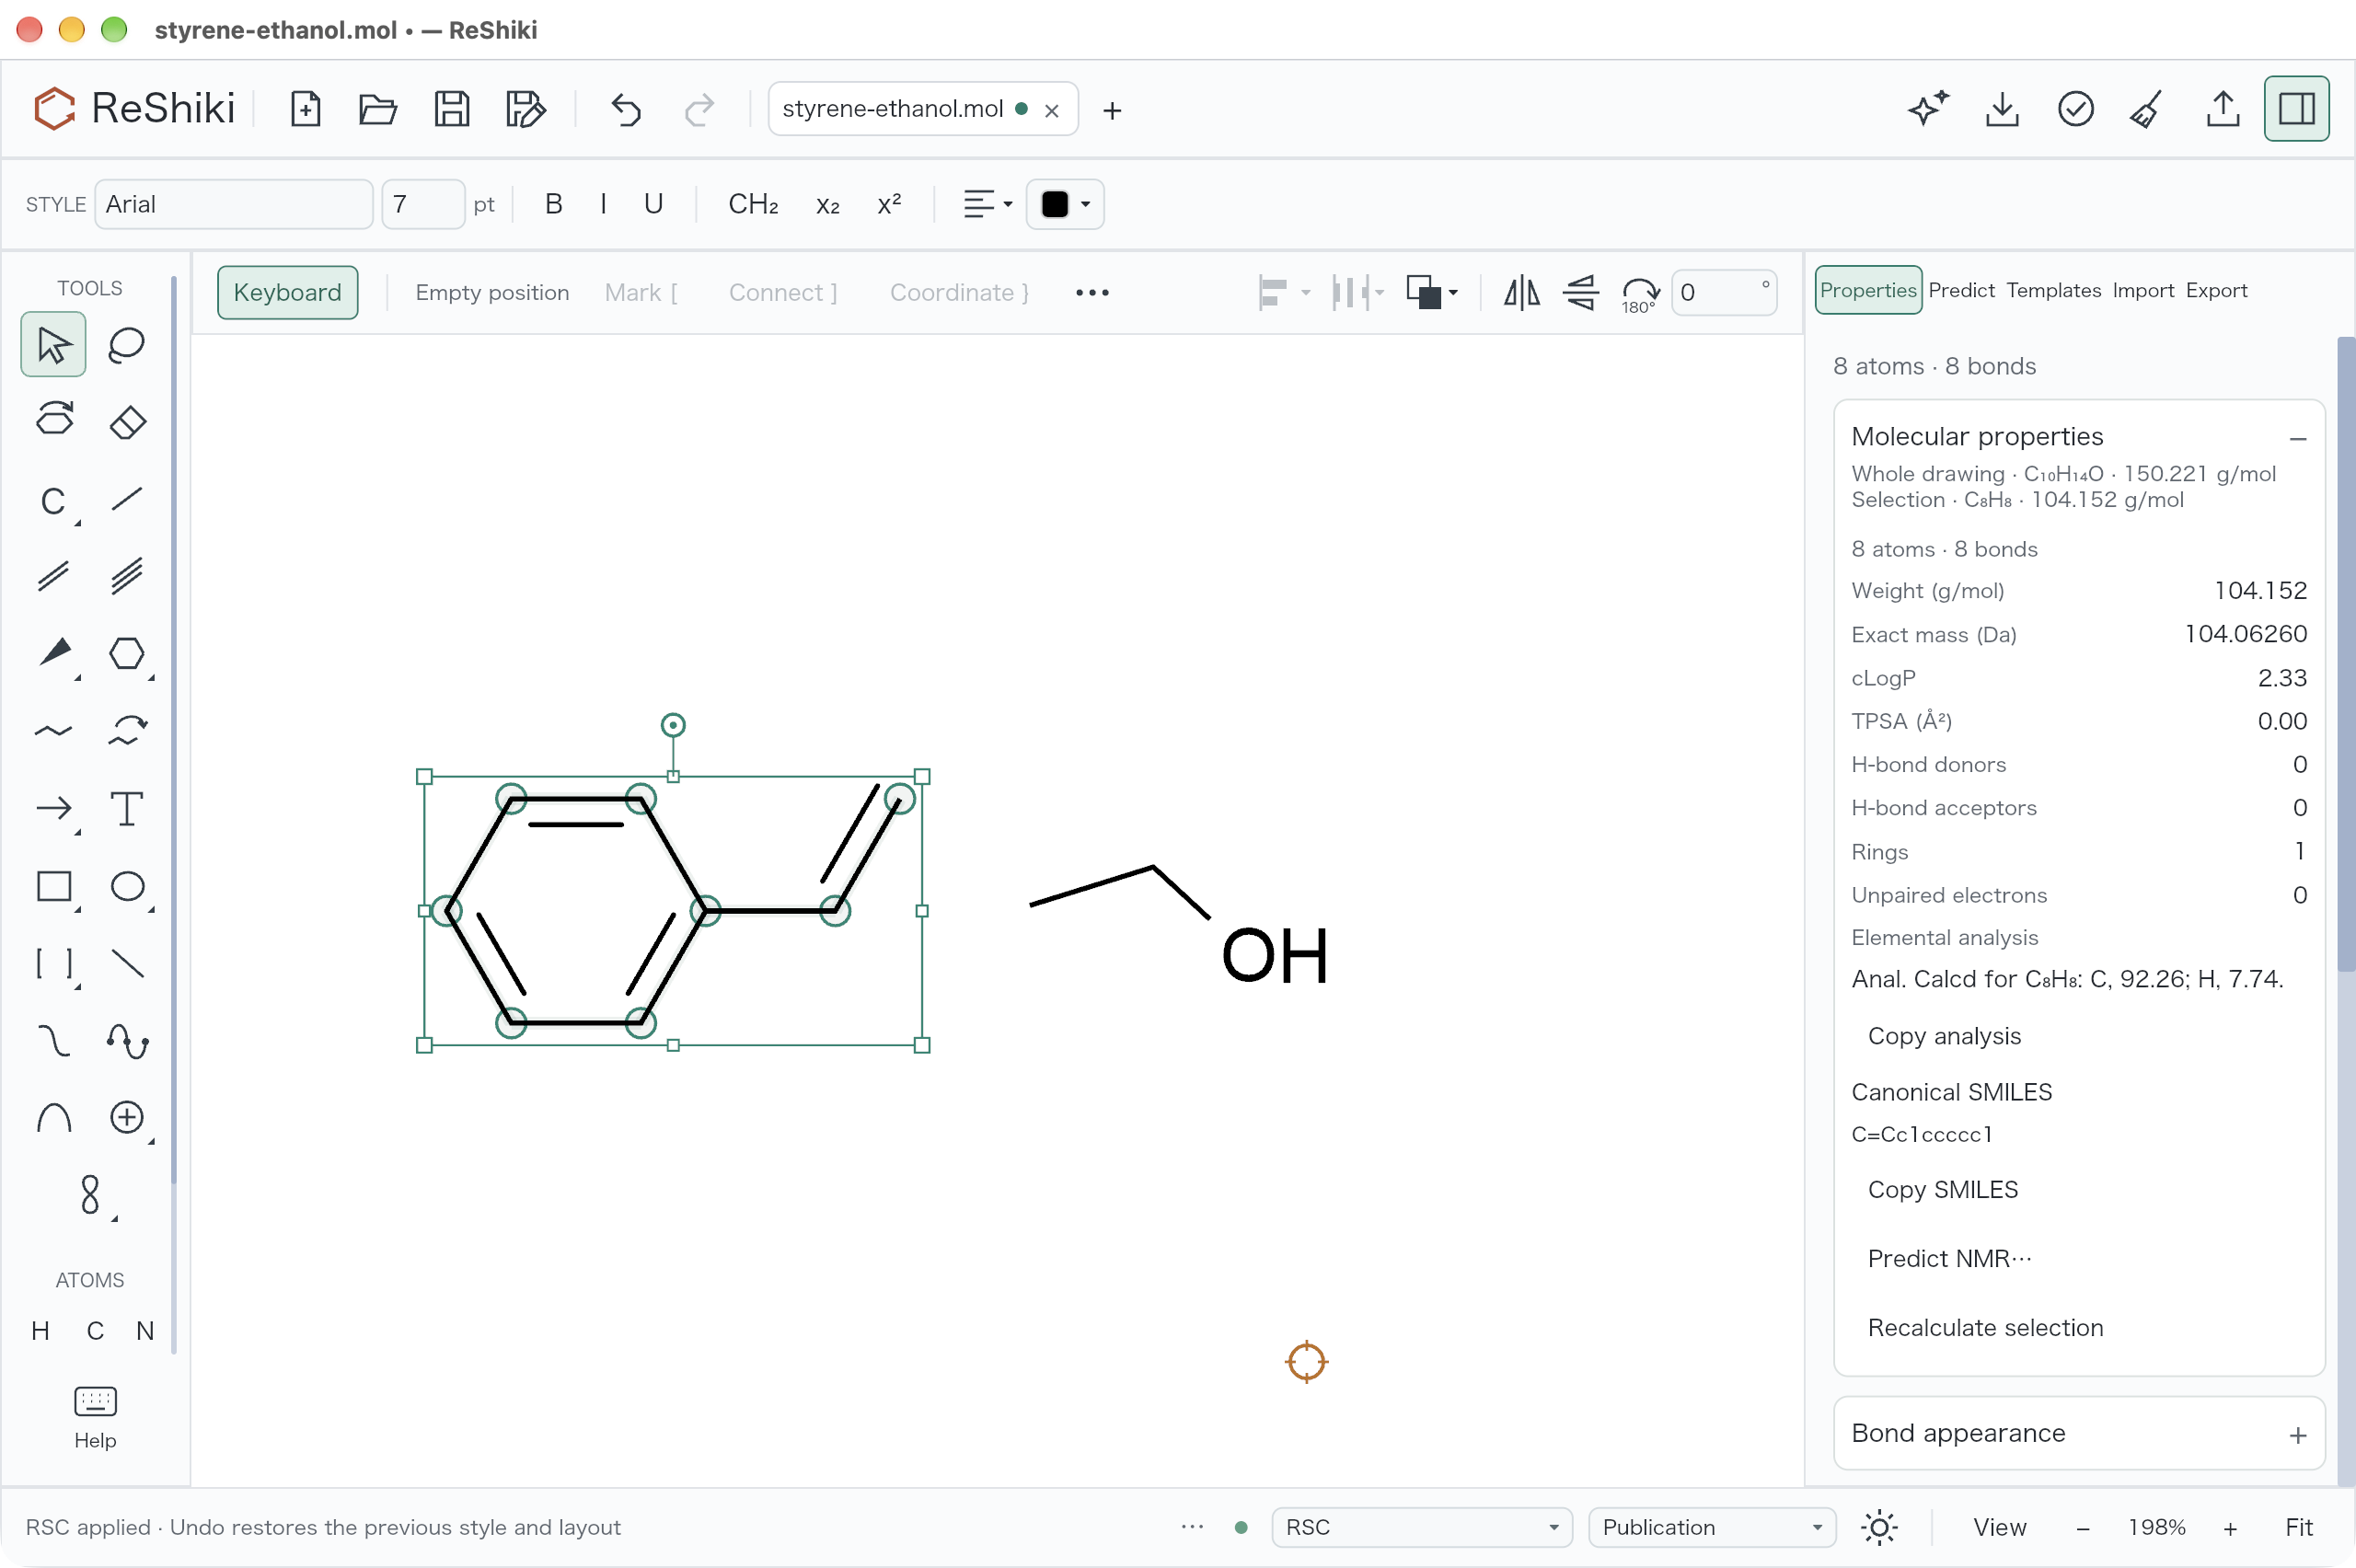 styrene-ethanol.mol • — ReShiki
ReShiki
styrene-ethanol.mol
STYLE Arial 7 pt B I U CH₂ x₂ x²
TOOLS
Keyboard Empty position Mark [ Connect ] Coordinate } 180° 0 °
Properties Predict Templates Import Export
C
T
[ ]
ATOMS
H C N
Help
OH
8 atoms · 8 bonds
Molecular properties −
Whole drawing · C₁₀H₁₄O · 150.221 g/mol
Selection · C₈H₈ · 104.152 g/mol
8 atoms · 8 bonds
Weight (g/mol) 104.152
Exact mass (Da) 104.06260
cLogP 2.33
TPSA (Å²) 0.00
H-bond donors 0
H-bond acceptors 0
Rings 1
Unpaired electrons 0
Elemental analysis
Anal. Calcd for C₈H₈: C, 92.26; H, 7.74.
Copy analysis
Canonical SMILES
C=Cc1ccccc1
Copy SMILES
Predict NMR···
Recalculate selection
Bond appearance +
RSC applied · Undo restores the previous style and layout ··· RSC Publication View − 198% + Fit